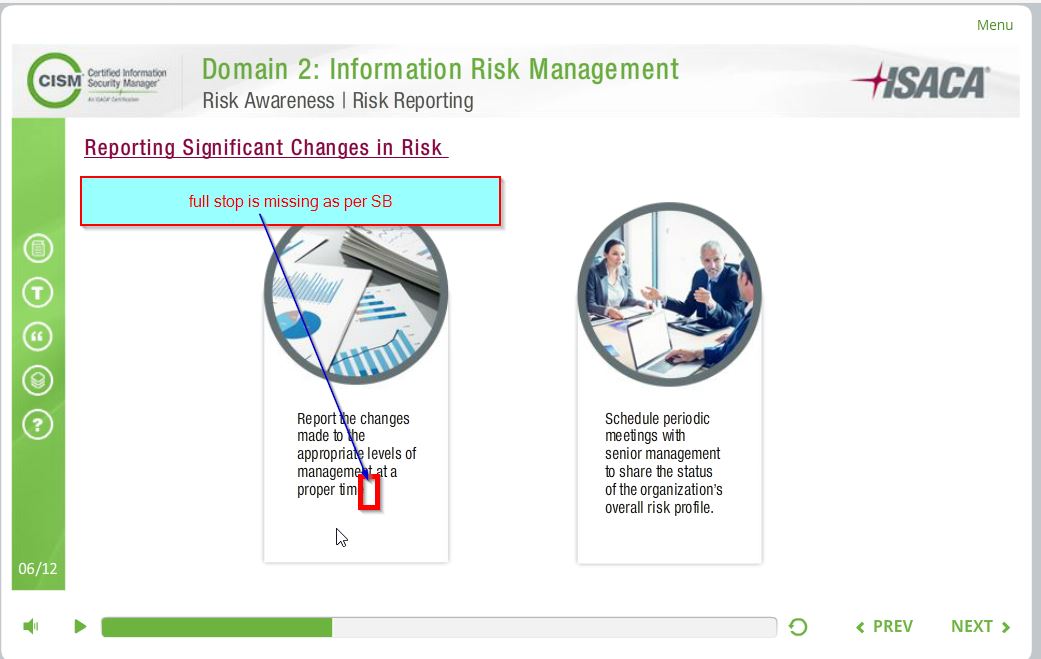 Menu
CISM
Certified Information
Security Manager®
An ISACA® Certification
Domain 2: Information Risk Management
Risk Awareness | Risk Reporting
ISACA®
Reporting Significant Changes in Risk
full stop is missing as per SB
Report the changes
made to the
appropriate levels of
management at a
proper tim
Schedule periodic
meetings with
senior management
to share the status
of the organization's
overall risk profile.
T
?
06/12
PREV
NEXT